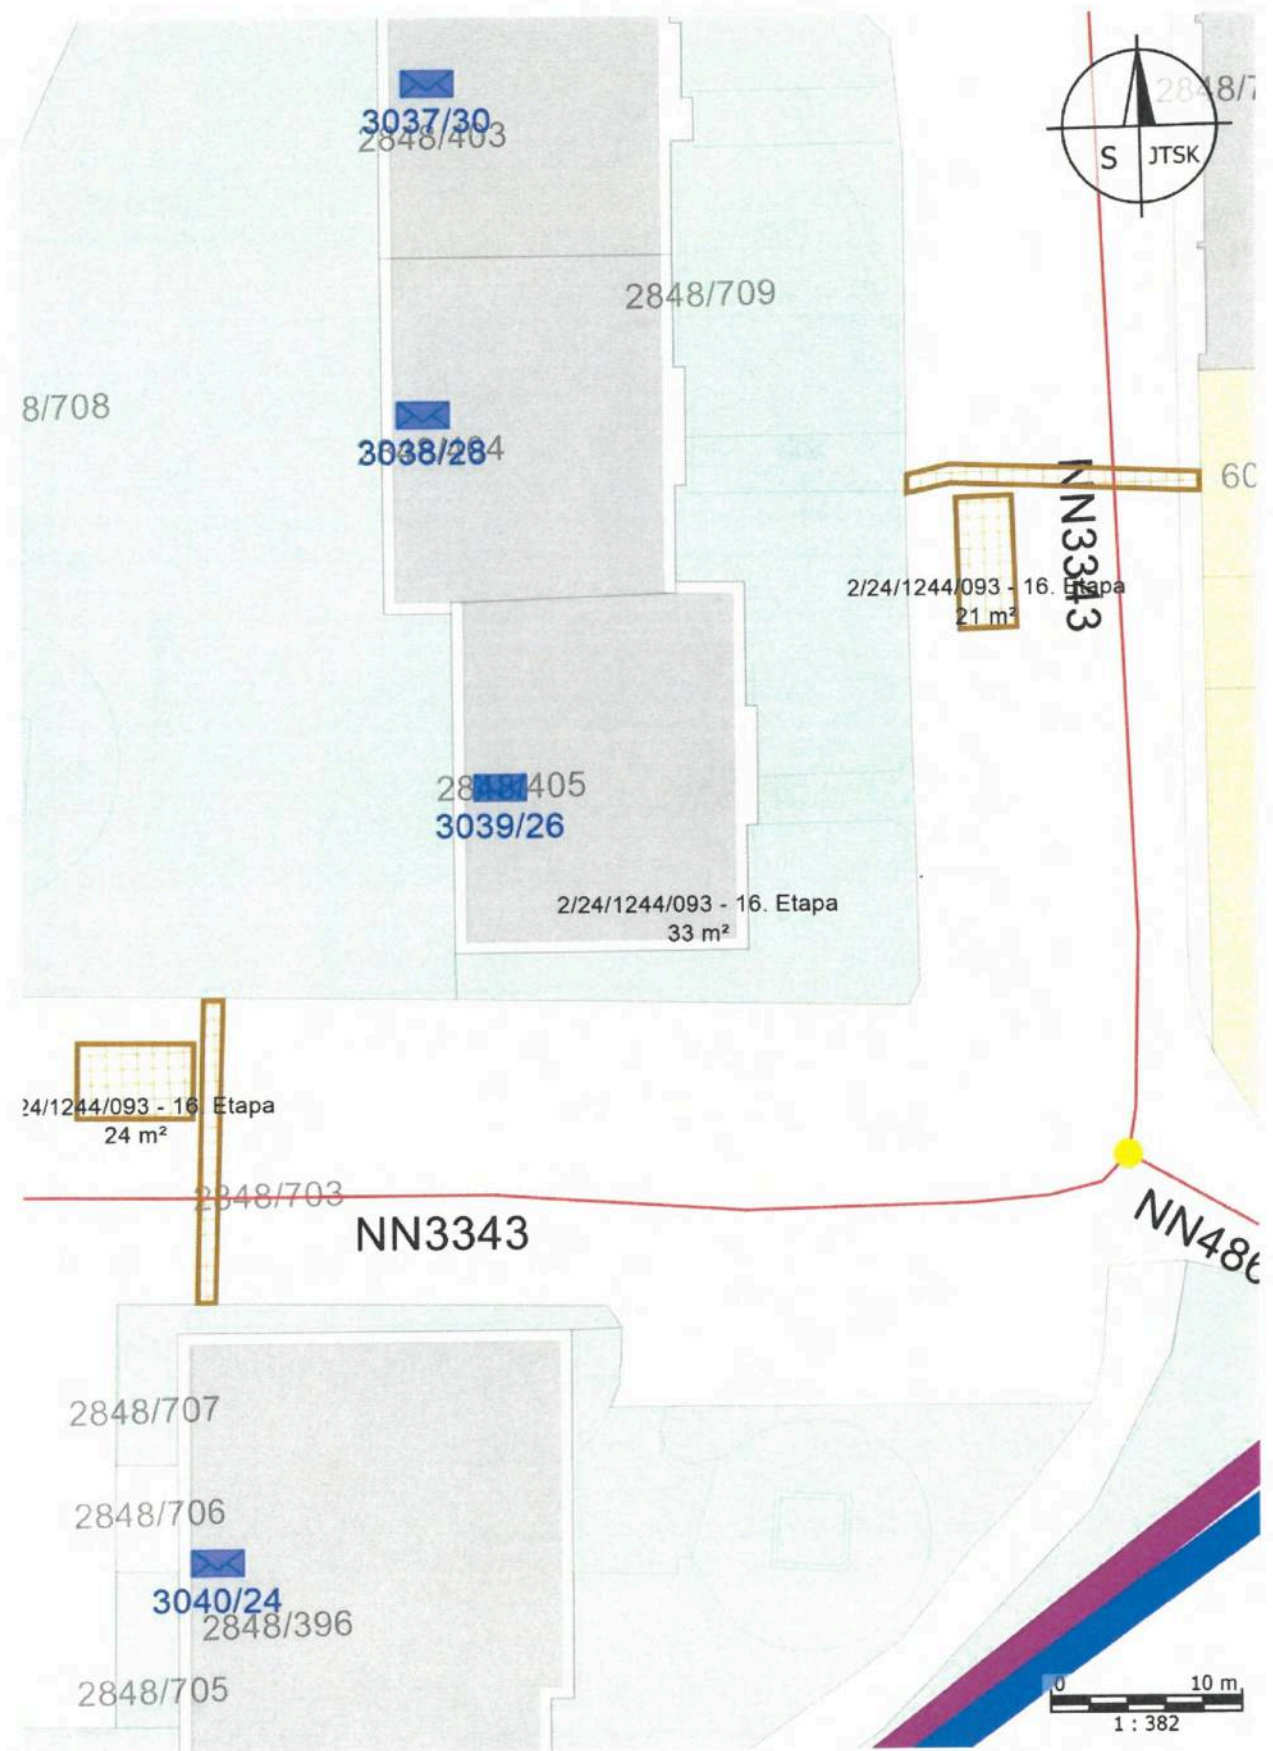 3037/30
2848/403
2848/7
S JTSK
2848/709
8/708
3038/28
60
NN3343
2/24/1244/093 - 16. Etapa
21 m²
2848/405
3039/26
2/24/1244/093 - 16. Etapa
33 m²
24/1244/093 - 16. Etapa
24 m²
2848/703
NN3343
NN486
2848/707
2848/706
3040/24
2848/396
2848/705
0 10 m
1 : 382